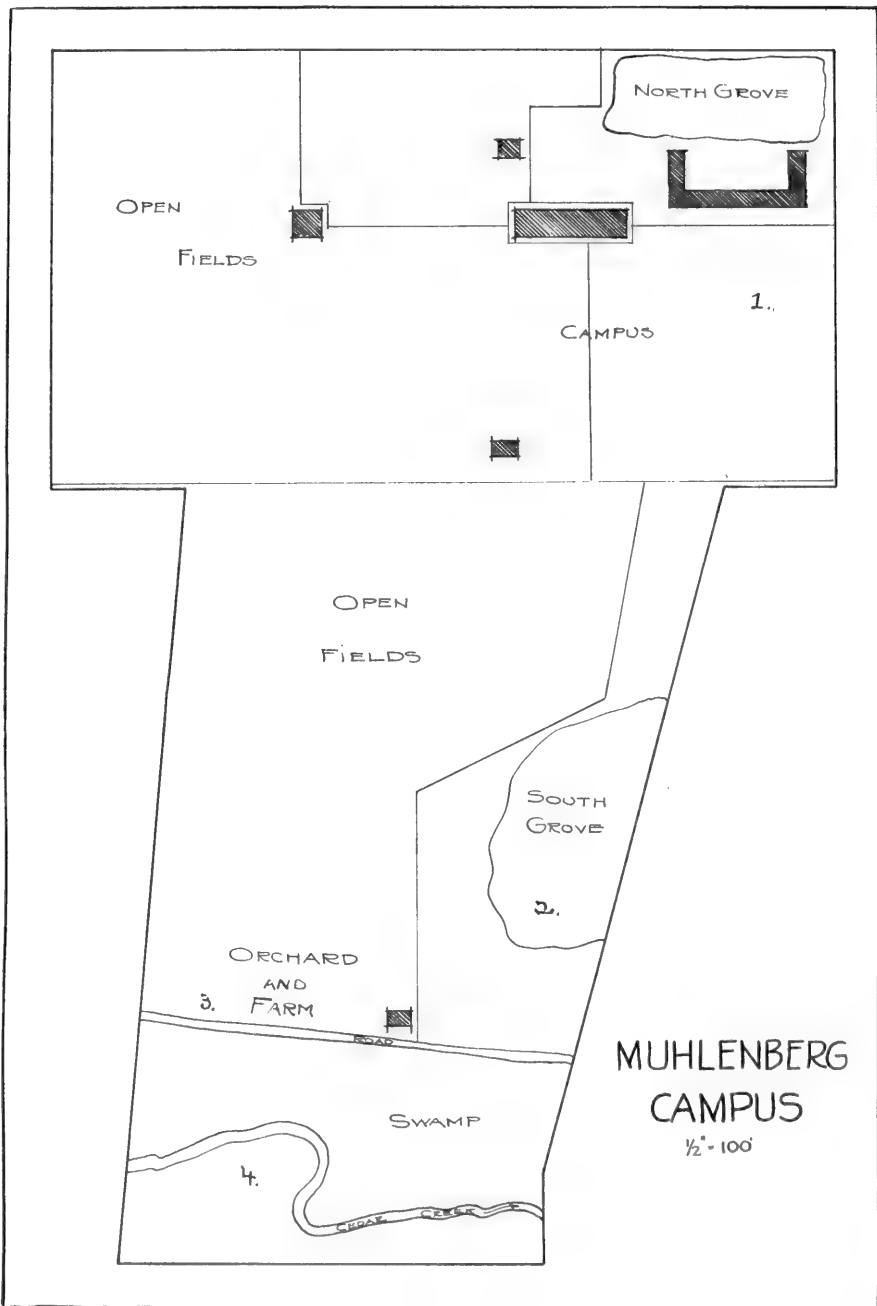 NORTH GROVE
OPEN
FIELDS
1.
CAMPUS
OPEN
FIELDS
SOUTH
GROVE
2.
ORCHARD
AND
FARM
3.
ROAD
MUHLENBERG
CAMPUS
½"-100'
SWAMP
4.
CEDAR CREEK